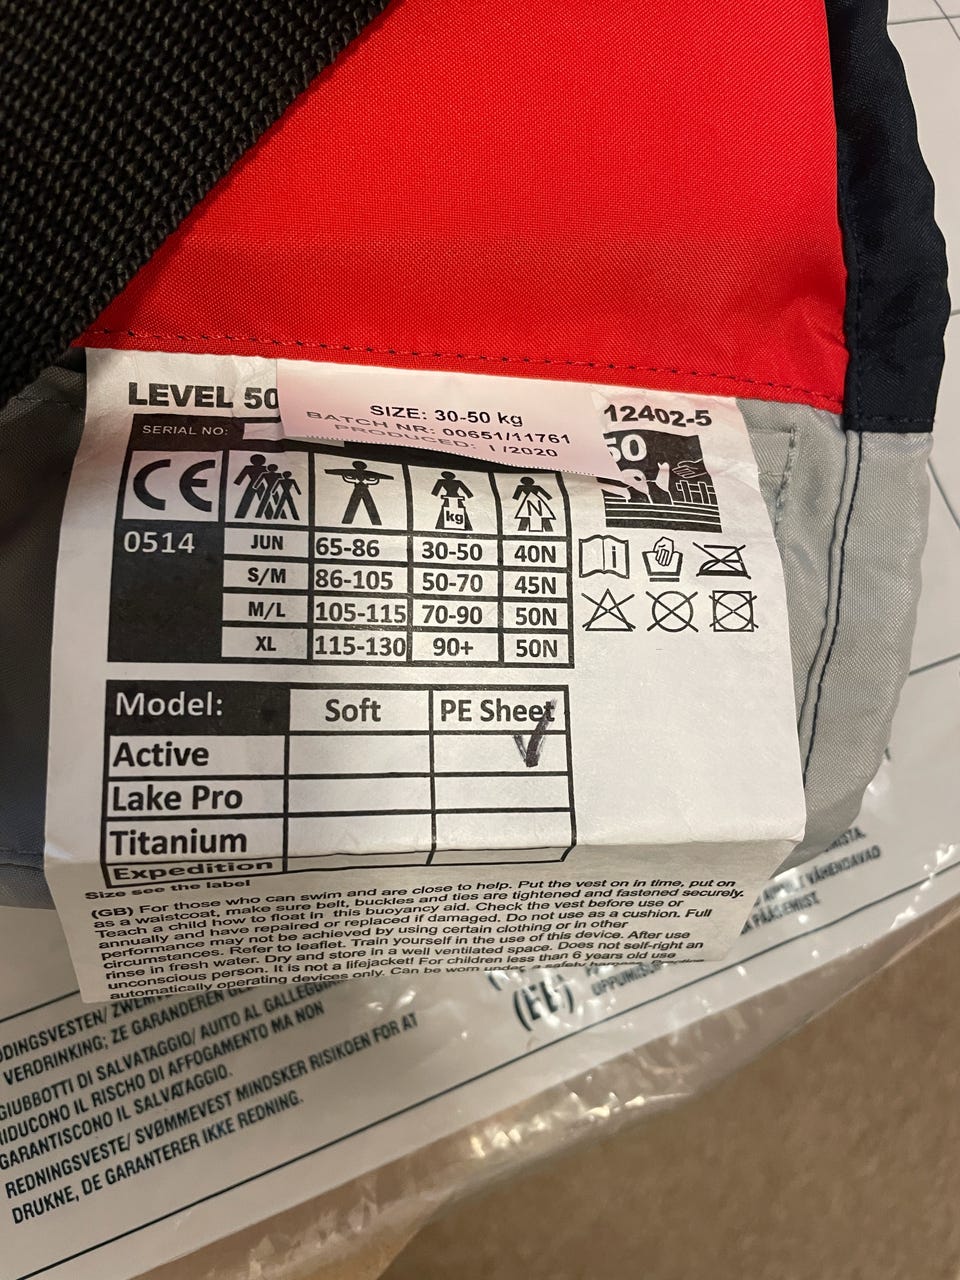 LEVEL 50
SIZE: 30-50 kg
BATCH NR: 00651/11761
PRODUCED: 1 /2020
12402-5
SERIAL NO:
50
CE
kg
N
i
0514
JUN 65-86 30-50 40N
S/M 86-105 50-70 45N
M/L 105-115 70-90 50N
XL 115-130 90+ 50N
Model: Soft PE Sheet
Active
Lake Pro
Titanium
Expedition
Size see the label
(GB) For those who can swim and are close to help. Put the vest on in time, put on
as a waistcoat, make sure belt, buckles and ties are tightened and fastened securely.
Teach a child how to float in this buoyancy aid. Check the vest before use or
annually and have repaired or replaced if damaged. Do not use as a cushion. Full
performance may not be achieved by using certain clothing or in other
circumstances. Refer to leaflet. Train yourself in the use of this device. After use
rinse in fresh water. Dry and store in a well ventilated space. Does not self-right an
unconscious person. It is not a lifejacket! For children less than 6 years old use
automatically operating devices only. Can be worn under a safety harness
VÄHENDAVAD
PÄÄSEMIST.
(EE)
DINGSVESTEN/
VERDRINKING; ZE GARANDEREN
GIUBBOTTI DI SALVATAGGIO/ AUTO AL GALLEGGIA
RIDUCONO IL RISCHO DI AFFOGAMENTO MA NON
GARANTISCONO IL SALVATAGGIO.
REDNINGSVESTE/ SVØMMEVEST MINDSKER RISIKOEN FOR AT
DRUKNE, DE GARANTERER IKKE REDNING.